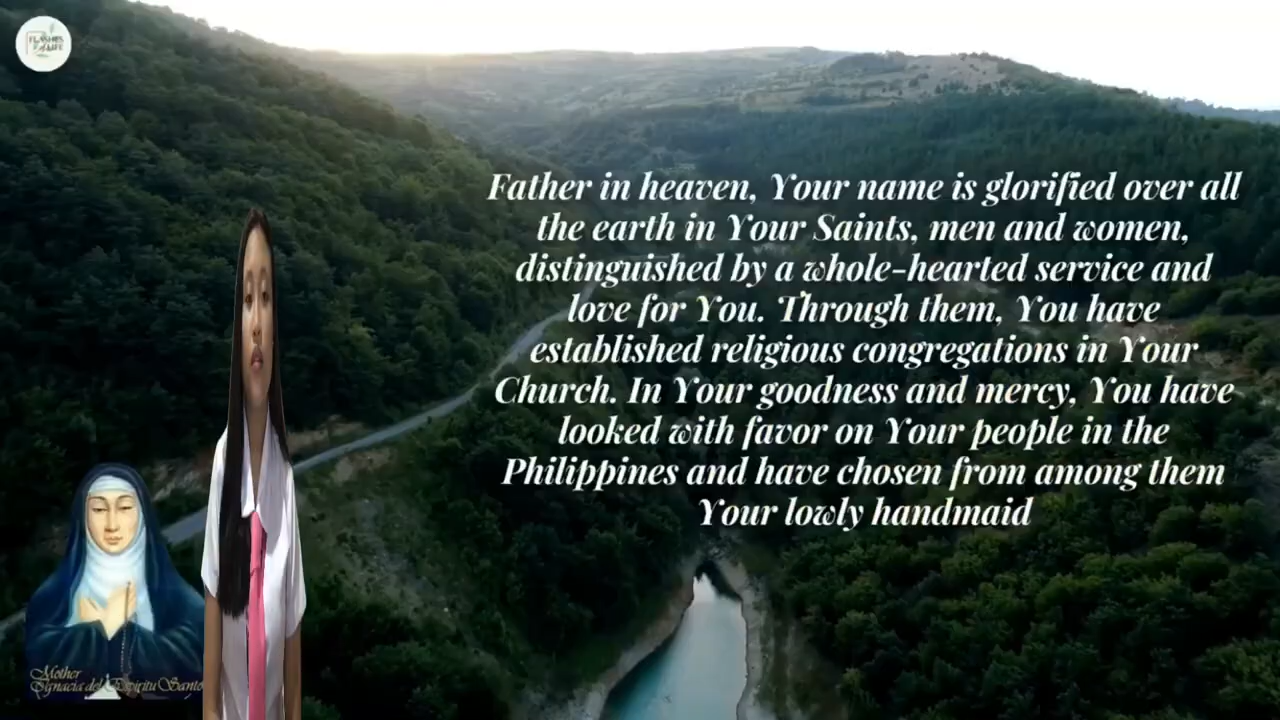 FLASHES
of LIFE
Father in heaven, Your name is glorified over all
the earth in Your Saints, men and women,
distinguished by a whole-hearted service and
love for You. Through them, You have
established religious congregations in Your
Church. In Your goodness and mercy, You have
looked with favor on Your people in the
Philippines and have chosen from among them
Your lowly handmaid
Mother
Ignacia del Espiritu Santo